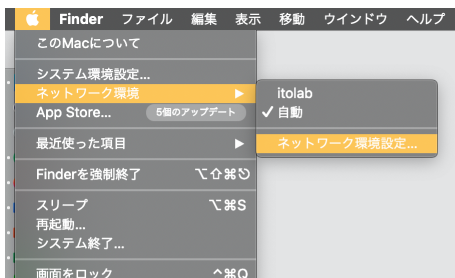 Finder ファイル 編集 表示 移動 ウインドウ ヘルプ
このMacについて
システム環境設定...
ネットワーク環境 ▶
App Store... 5個のアップデート
最近使った項目 ▶
Finderを強制終了 ⌥⇧⌘⎋
スリープ ⌥⌘S
再起動...
システム終了...
画面をロック ^⌘Q
itolab
✓ 自動
ネットワーク環境設定...